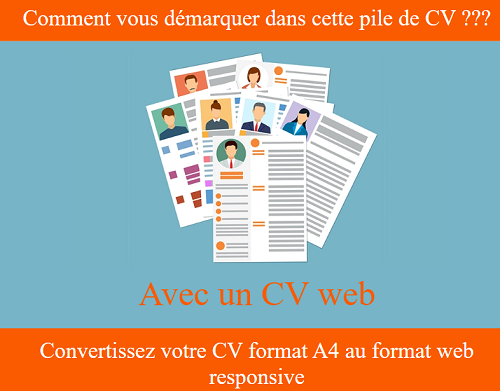 Comment vous démarquer dans cette pile de CV ???
Avec un CV web
Convertissez votre CV format A4 au format web
responsive